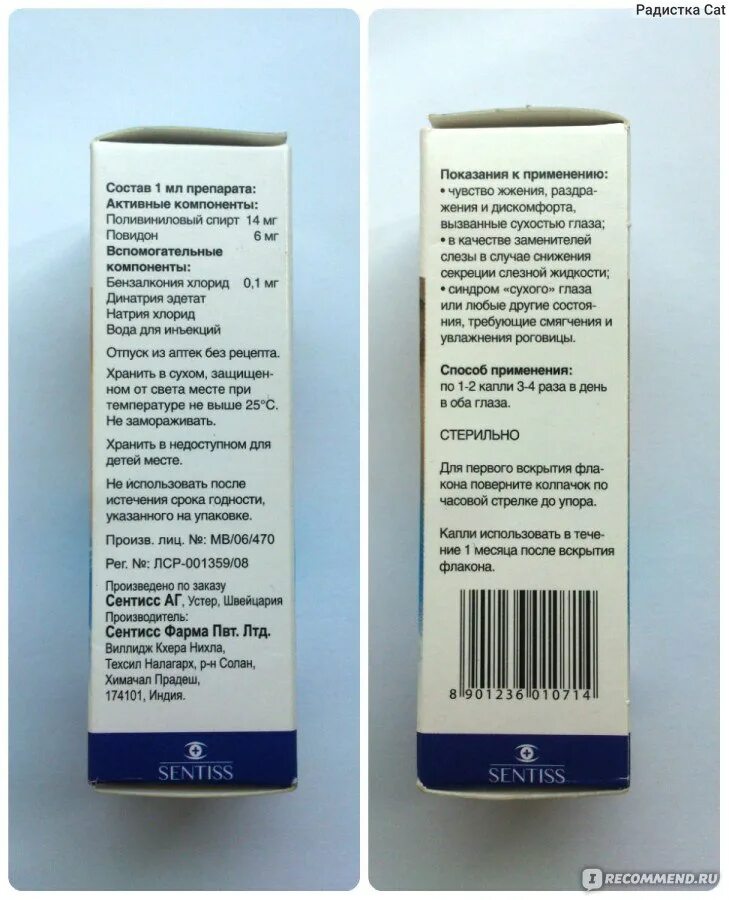 Радистка Cat
Состав 1 мл препарата:
Активные компоненты:
Поливиниловый спирт 14 мг
Повидон 6 мг
Вспомогательные
компоненты:
Бензалкония хлорид 0,1 мг
Динатрия эдетат
Натрия хлорид
Вода для инъекций
Отпуск из аптек без рецепта.
Хранить в сухом, защищен-
ном от света месте при
температуре не выше 25°С.
Не замораживать.
Хранить в недоступном для
детей месте.
Не использовать после
истечения срока годности,
указанного на упаковке.
Произв. лиц. №: МВ/06/470
Рег. №: ЛСР-001359/08
Произведено по заказу
Сентисс АГ, Устер, Швейцария
Производитель:
Сентисс Фарма Пвт. Лтд.
Виллидж Кхера Нихла,
Техсил Налагарх, р-н Солан,
Химачал Прадеш,
174101, Индия.
SENTISS
Показания к применению:
• чувство жжения, раздра-
жения и дискомфорта,
вызванные сухостью глаза;
• в качестве заменителей
слезы в случае снижения
секреции слезной жидкости;
• синдром «сухого» глаза
или любые другие состоя-
ния, требующие смягчения и
увлажнения роговицы.
Способ применения:
по 1-2 капли 3-4 раза в день
в оба глаза.
СТЕРИЛЬНО
Для первого вскрытия фла-
кона поверните колпачок по
часовой стрелке до упора.
Капли использовать в тече-
ние 1 месяца после вскрытия
флакона.
8 901236 010714
SENTISS
I RECOMMEND.RU